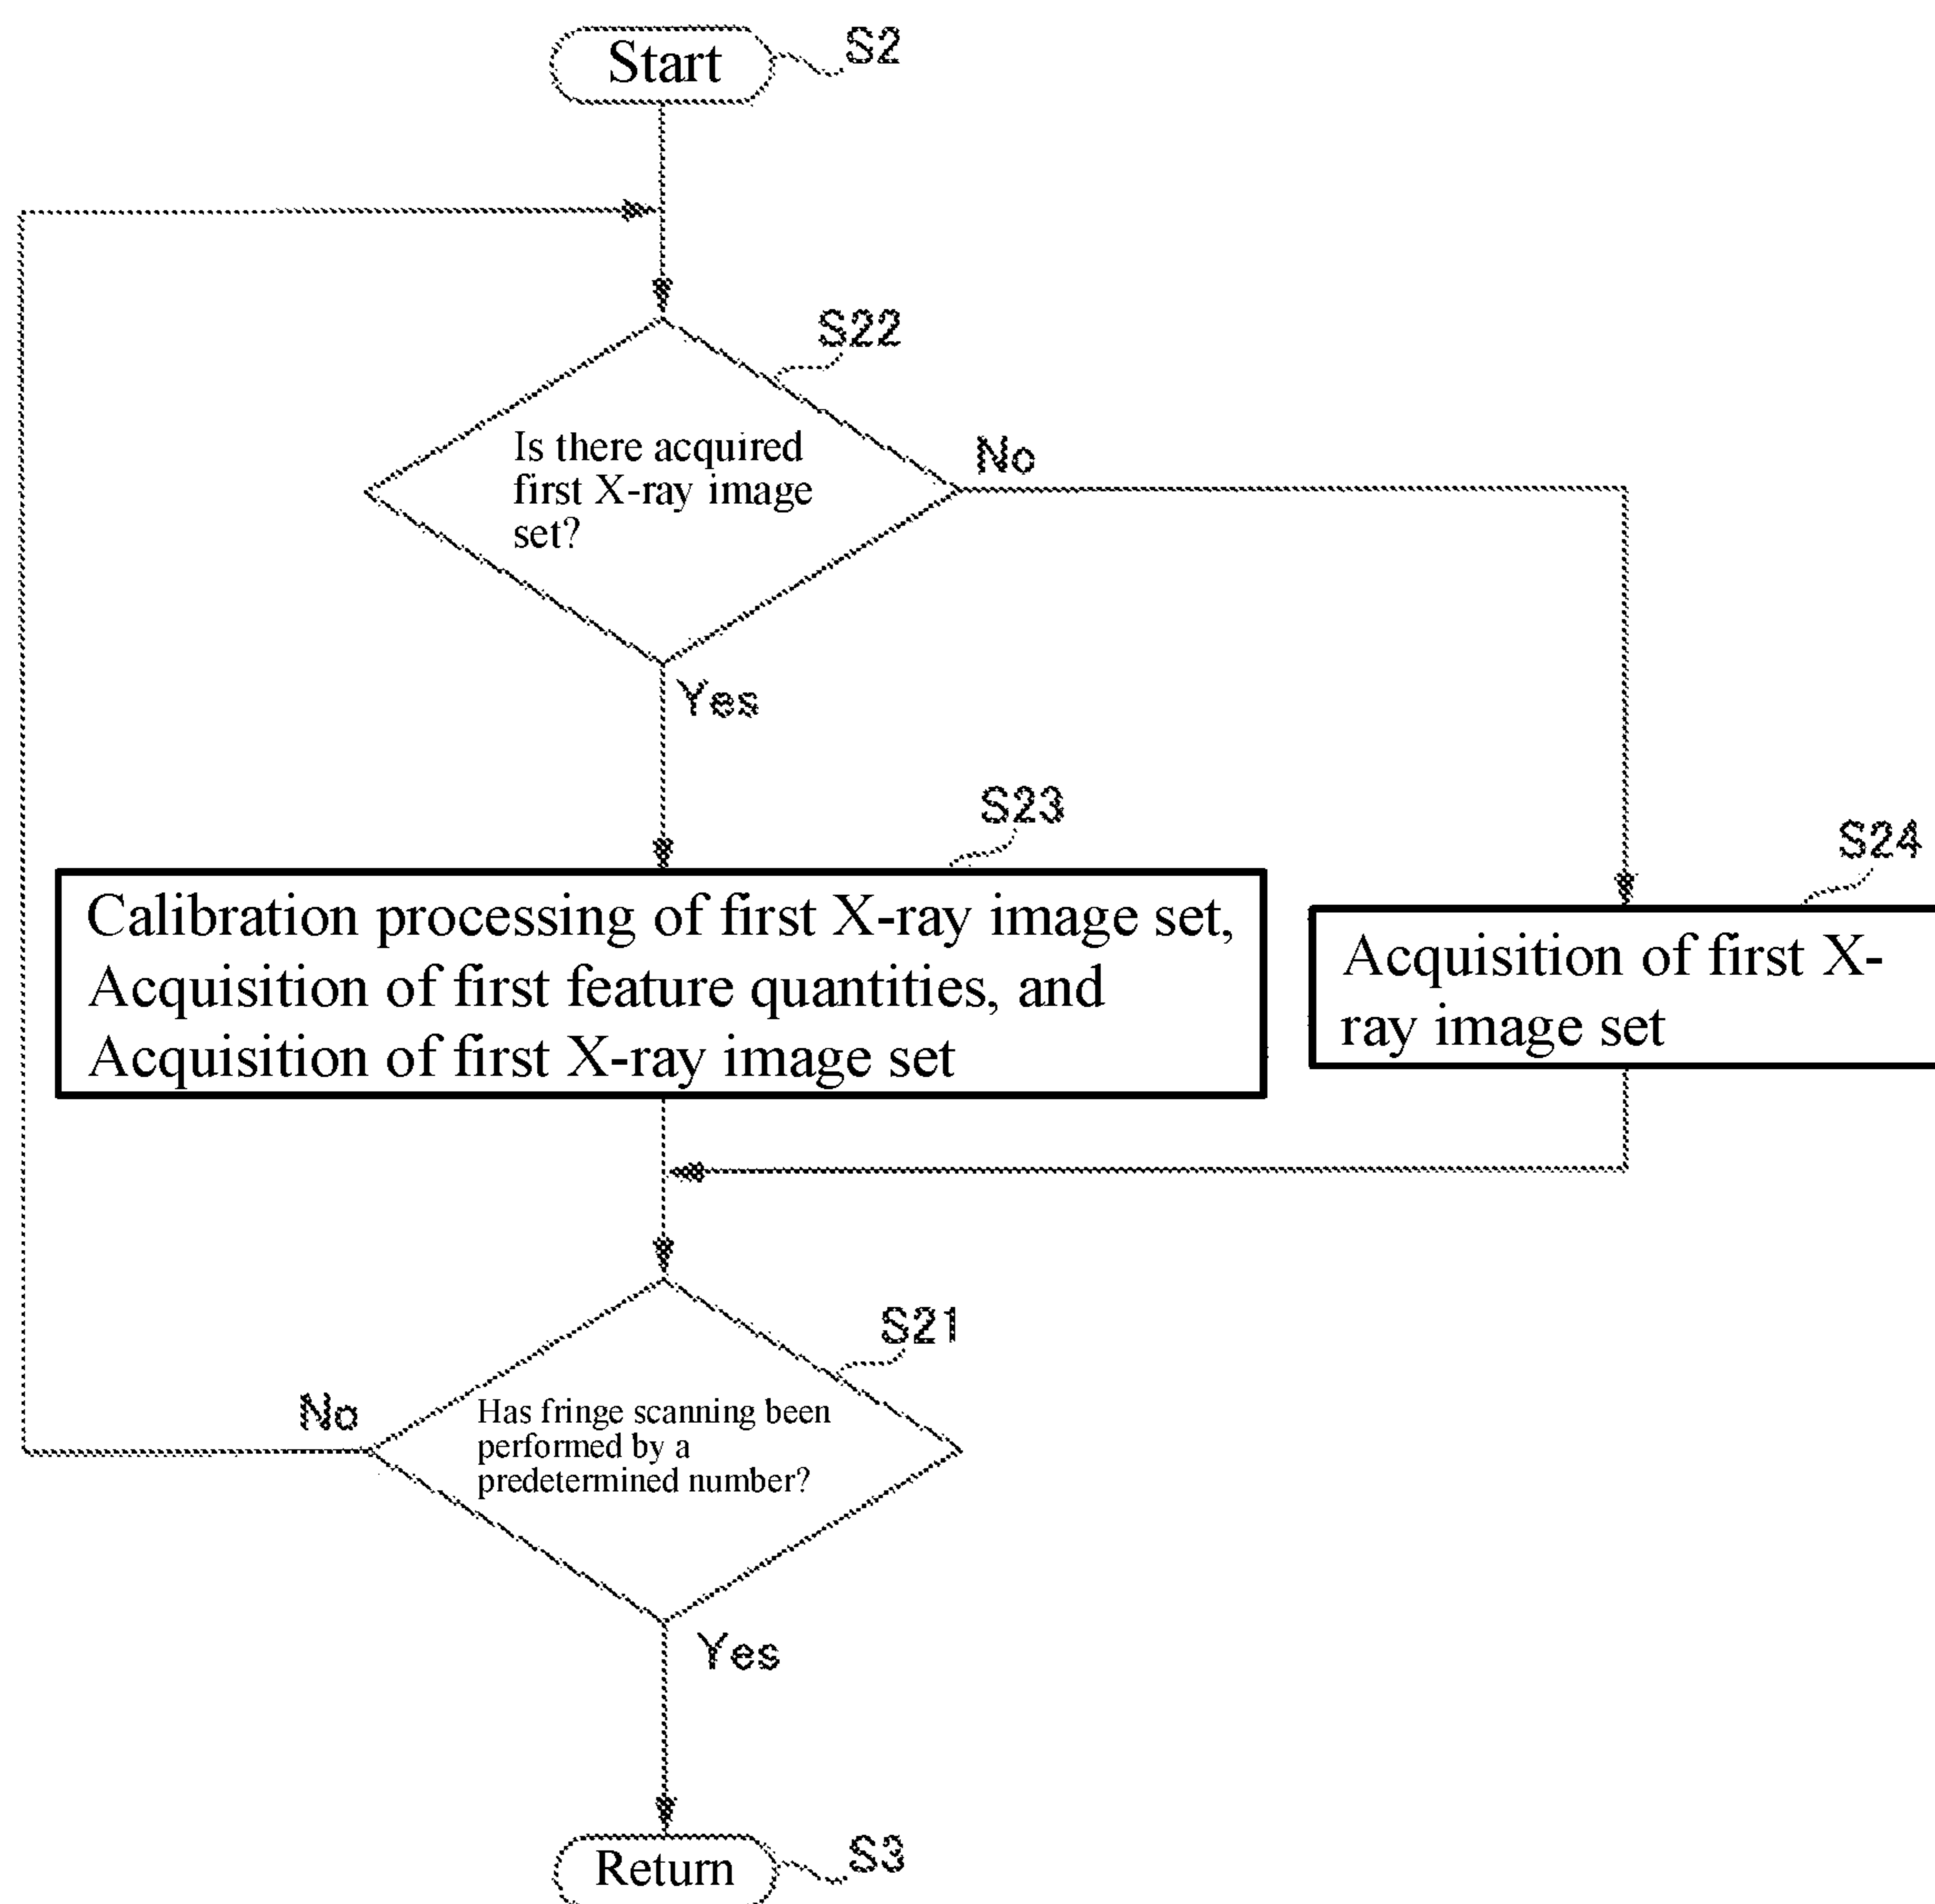 Start
S2
S22
Is there acquired
first X-ray image
set?
No
Yes
S23
Calibration processing of first X-ray image set,
Acquisition of first feature quantities, and
Acquisition of first X-ray image set
S24
Acquisition of first X-
ray image set
S21
Has fringe scanning been
performed by a
predetermined number?
No
Yes
Return
S3